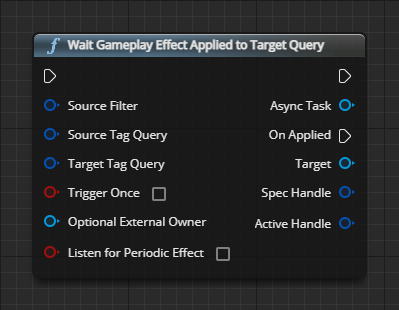 f Wait Gameplay Effect Applied to Target Query
Source Filter Async Task
Source Tag Query On Applied
Target Tag Query Target
Trigger Once Spec Handle
Optional External Owner Active Handle
Listen for Periodic Effect